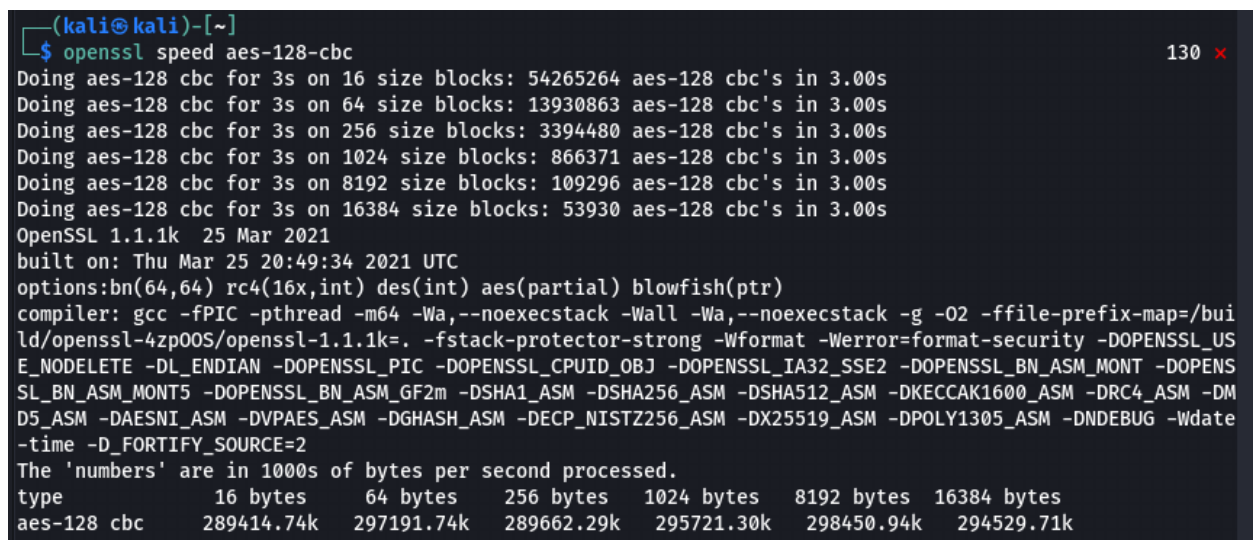 ┌──(kali㉿kali)-[~]
└─$ openssl speed aes-128-cbc 130 ⨯
Doing aes-128 cbc for 3s on 16 size blocks: 54265264 aes-128 cbc's in 3.00s
Doing aes-128 cbc for 3s on 64 size blocks: 13930863 aes-128 cbc's in 3.00s
Doing aes-128 cbc for 3s on 256 size blocks: 3394480 aes-128 cbc's in 3.00s
Doing aes-128 cbc for 3s on 1024 size blocks: 866371 aes-128 cbc's in 3.00s
Doing aes-128 cbc for 3s on 8192 size blocks: 109296 aes-128 cbc's in 3.00s
Doing aes-128 cbc for 3s on 16384 size blocks: 53930 aes-128 cbc's in 3.00s
OpenSSL 1.1.1k  25 Mar 2021
built on: Thu Mar 25 20:49:34 2021 UTC
options:bn(64,64) rc4(16x,int) des(int) aes(partial) blowfish(ptr)
compiler: gcc -fPIC -pthread -m64 -Wa,--noexecstack -Wall -Wa,--noexecstack -g -O2 -ffile-prefix-map=/bui
ld/openssl-4zpOOS/openssl-1.1.1k=. -fstack-protector-strong -Wformat -Werror=format-security -DOPENSSL_US
E_NODELETE -DL_ENDIAN -DOPENSSL_PIC -DOPENSSL_CPUID_OBJ -DOPENSSL_IA32_SSE2 -DOPENSSL_BN_ASM_MONT -DOPENS
SL_BN_ASM_MONT5 -DOPENSSL_BN_ASM_GF2m -DSHA1_ASM -DSHA256_ASM -DSHA512_ASM -DKECCAK1600_ASM -DRC4_ASM -DM
D5_ASM -DAESNI_ASM -DVPAES_ASM -DGHASH_ASM -DECP_NISTZ256_ASM -DX25519_ASM -DPOLY1305_ASM -DNDEBUG -Wdate
-time -D_FORTIFY_SOURCE=2
The 'numbers' are in 1000s of bytes per second processed.
type             16 bytes     64 bytes    256 bytes   1024 bytes   8192 bytes  16384 bytes
aes-128 cbc     289414.74k   297191.74k   289662.29k   295721.30k   298450.94k   294529.71k